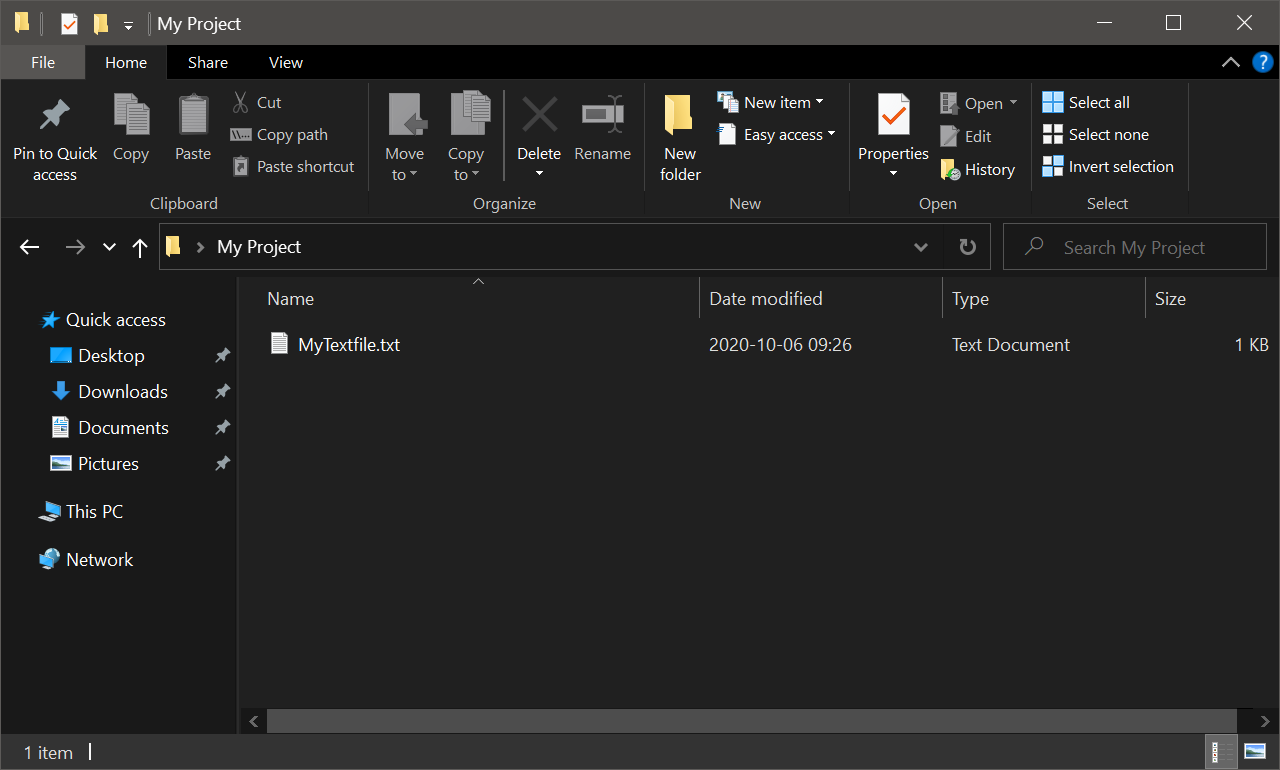 My Project
File Home Share View
Pin to Quick access
Copy
Paste
Cut
Copy path
Paste shortcut
Clipboard
Move to
Copy to
Delete
Rename
Organize
New folder
New item
Easy access
New
Properties
Open
Edit
History
Open
Select all
Select none
Invert selection
Select
My Project
Search My Project
Quick access
Desktop
Downloads
Documents
Pictures
This PC
Network
Name Date modified Type Size
MyTextfile.txt 2020-10-06 09:26 Text Document 1 KB
1 item